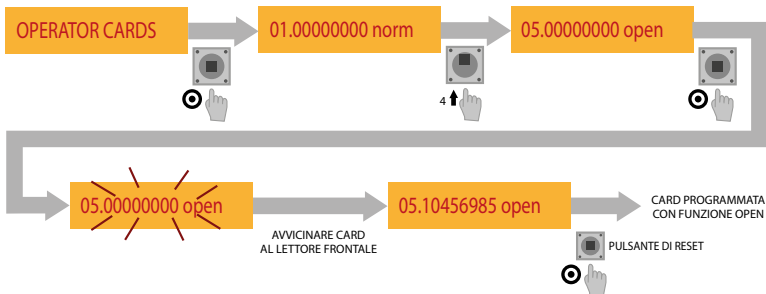 OPERATOR CARDS
01.00000000 norm
05.00000000 open
4
05.00000000 open
AVVICINARE CARD
AL LETTORE FRONTALE
05.10456985 open
CARD PROGRAMMATA
CON FUNZIONE OPEN
PULSANTE DI RESET